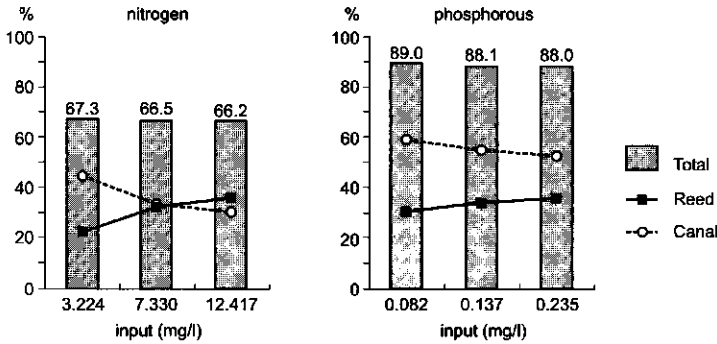 % nitrogen
100
80
60
40
20
0
67.3 66.5 66.2
3.224 7.330 12.417
input (mg/l)
% phosphorous
100
80
60
40
20
0
89.0 88.1 88.0
0.082 0.137 0.235
input (mg/l)
Total
Reed
Canal